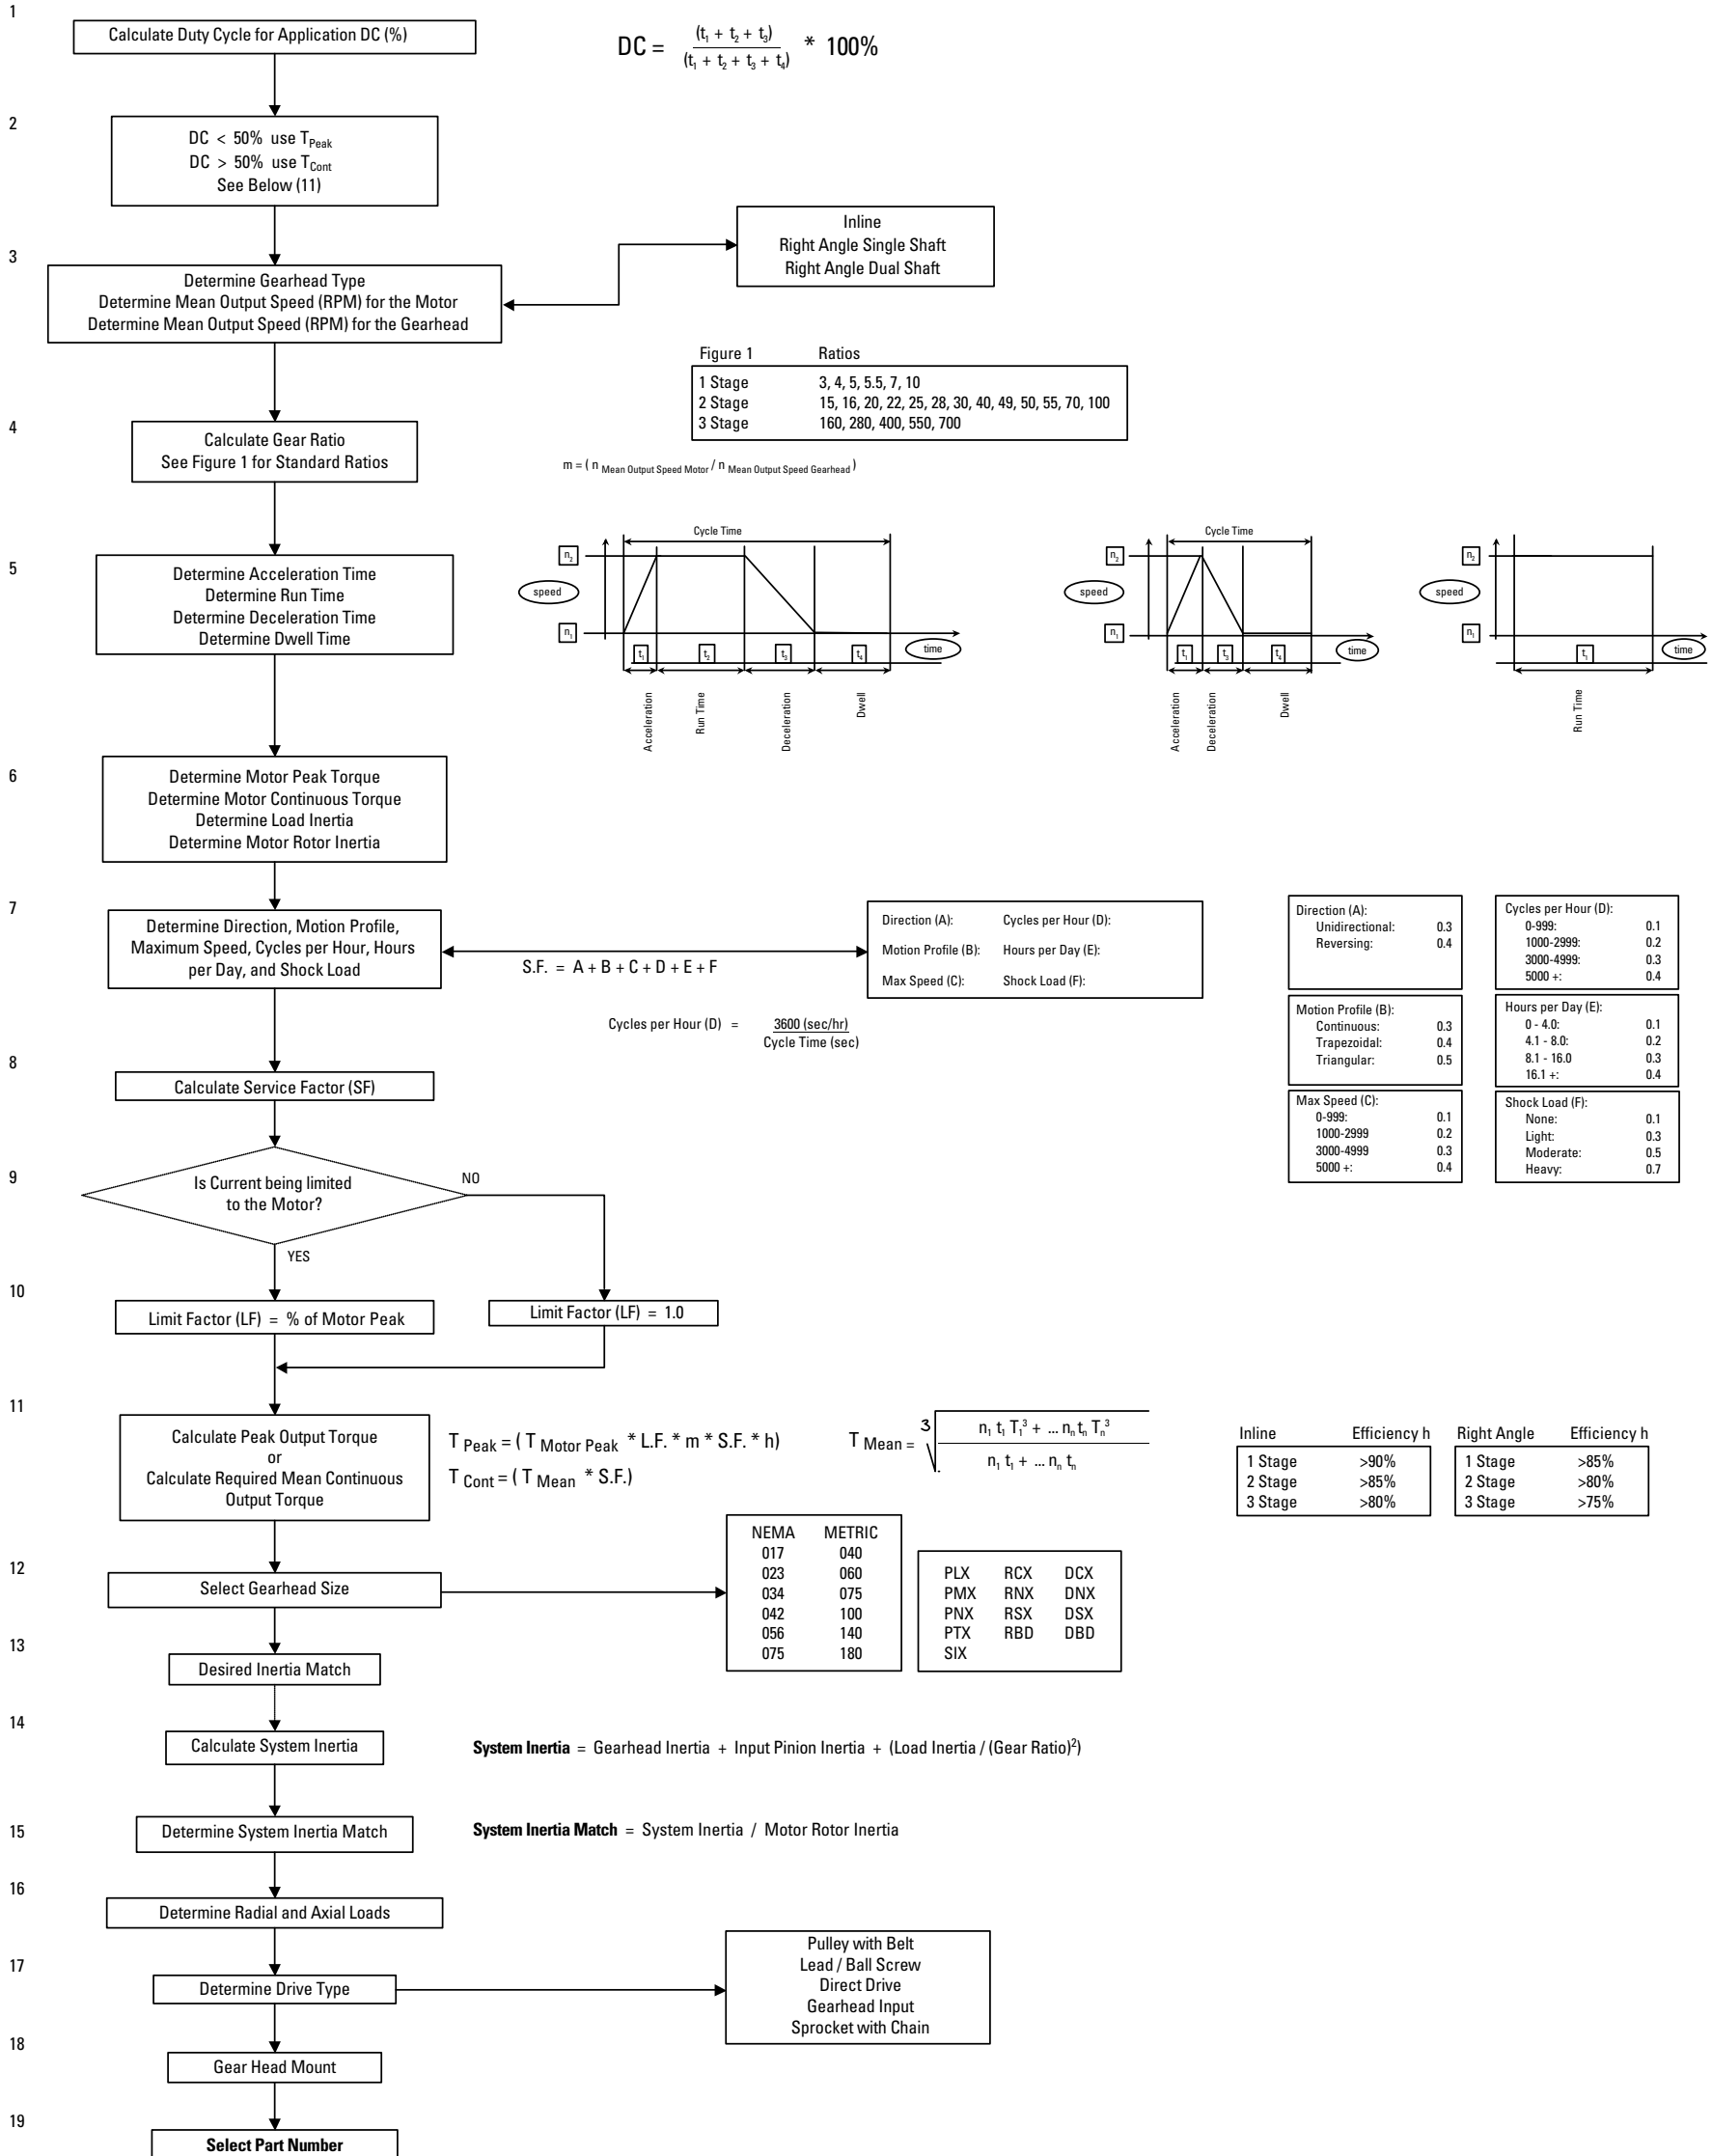 1
Calculate Duty Cycle for Application DC (%)
DC = (t₁ + t₂ + t₃) / (t₁ + t₂ + t₃ + t₄) * 100%
2
DC < 50% use T Peak
DC > 50% use T Cont
See Below (11)
Inline
Right Angle Single Shaft
Right Angle Dual Shaft
3
Determine Gearhead Type
Determine Mean Output Speed (RPM) for the Motor
Determine Mean Output Speed (RPM) for the Gearhead
Figure 1 Ratios
1 Stage 3, 4, 5, 5.5, 7, 10
2 Stage 15, 16, 20, 22, 25, 28, 30, 40, 49, 50, 55, 70, 100
3 Stage 160, 280, 400, 550, 700
4
Calculate Gear Ratio
See Figure 1 for Standard Ratios
m = ( n Mean Output Speed Motor / n Mean Output Speed Gearhead )
5
Determine Acceleration Time
Determine Run Time
Determine Deceleration Time
Determine Dwell Time
Cycle Time
n₂
speed
n₁
t₁
t₂
t₃
t₄
time
Acceleration
Run Time
Deceleration
Dwell
Cycle Time
n₂
speed
n₁
t₁
t₃
t₄
time
Acceleration
Deceleration
Dwell
n₂
speed
n₁
t₁
time
Run Time
6
Determine Motor Peak Torque
Determine Motor Continuous Torque
Determine Load Inertia
Determine Motor Rotor Inertia
7
Determine Direction, Motion Profile,
Maximum Speed, Cycles per Hour, Hours
per Day, and Shock Load
S.F. = A + B + C + D + E + F
Direction (A): Cycles per Hour (D):
Motion Profile (B): Hours per Day (E):
Max Speed (C): Shock Load (F):
Cycles per Hour (D) = 3600 (sec/hr) / Cycle Time (sec)
Direction (A):
Unidirectional: 0.3
Reversing: 0.4
Cycles per Hour (D):
0-999: 0.1
1000-2999: 0.2
3000-4999: 0.3
5000 +: 0.4
Motion Profile (B):
Continuous: 0.3
Trapezoidal: 0.4
Triangular: 0.5
Hours per Day (E):
0 - 4.0: 0.1
4.1 - 8.0: 0.2
8.1 - 16.0 0.3
16.1 +: 0.4
Max Speed (C):
0-999: 0.1
1000-2999 0.2
3000-4999 0.3
5000 +: 0.4
Shock Load (F):
None: 0.1
Light: 0.3
Moderate: 0.5
Heavy: 0.7
8
Calculate Service Factor (SF)
9
Is Current being limited
to the Motor?
NO
YES
10
Limit Factor (LF) = % of Motor Peak
Limit Factor (LF) = 1.0
11
Calculate Peak Output Torque
or
Calculate Required Mean Continuous
Output Torque
T Peak = ( T Motor Peak * L.F. * m * S.F. * h)
T Cont = ( T Mean * S.F.)
T Mean = ³√ n₁ t₁ T₁³ + ... nₙ tₙ Tₙ³ / n₁ t₁ + ... nₙ tₙ
Inline Efficiency h
1 Stage >90%
2 Stage >85%
3 Stage >80%
Right Angle Efficiency h
1 Stage >85%
2 Stage >80%
3 Stage >75%
12
Select Gearhead Size
NEMA METRIC
017 040
023 060
034 075
042 100
056 140
075 180
PLX RCX DCX
PMX RNX DNX
PNX RSX DSX
PTX RBD DBD
SIX
13
Desired Inertia Match
14
Calculate System Inertia
System Inertia = Gearhead Inertia + Input Pinion Inertia + (Load Inertia / (Gear Ratio)²)
15
Determine System Inertia Match
System Inertia Match = System Inertia / Motor Rotor Inertia
16
Determine Radial and Axial Loads
17
Determine Drive Type
Pulley with Belt
Lead / Ball Screw
Direct Drive
Gearhead Input
Sprocket with Chain
18
Gear Head Mount
19
Select Part Number